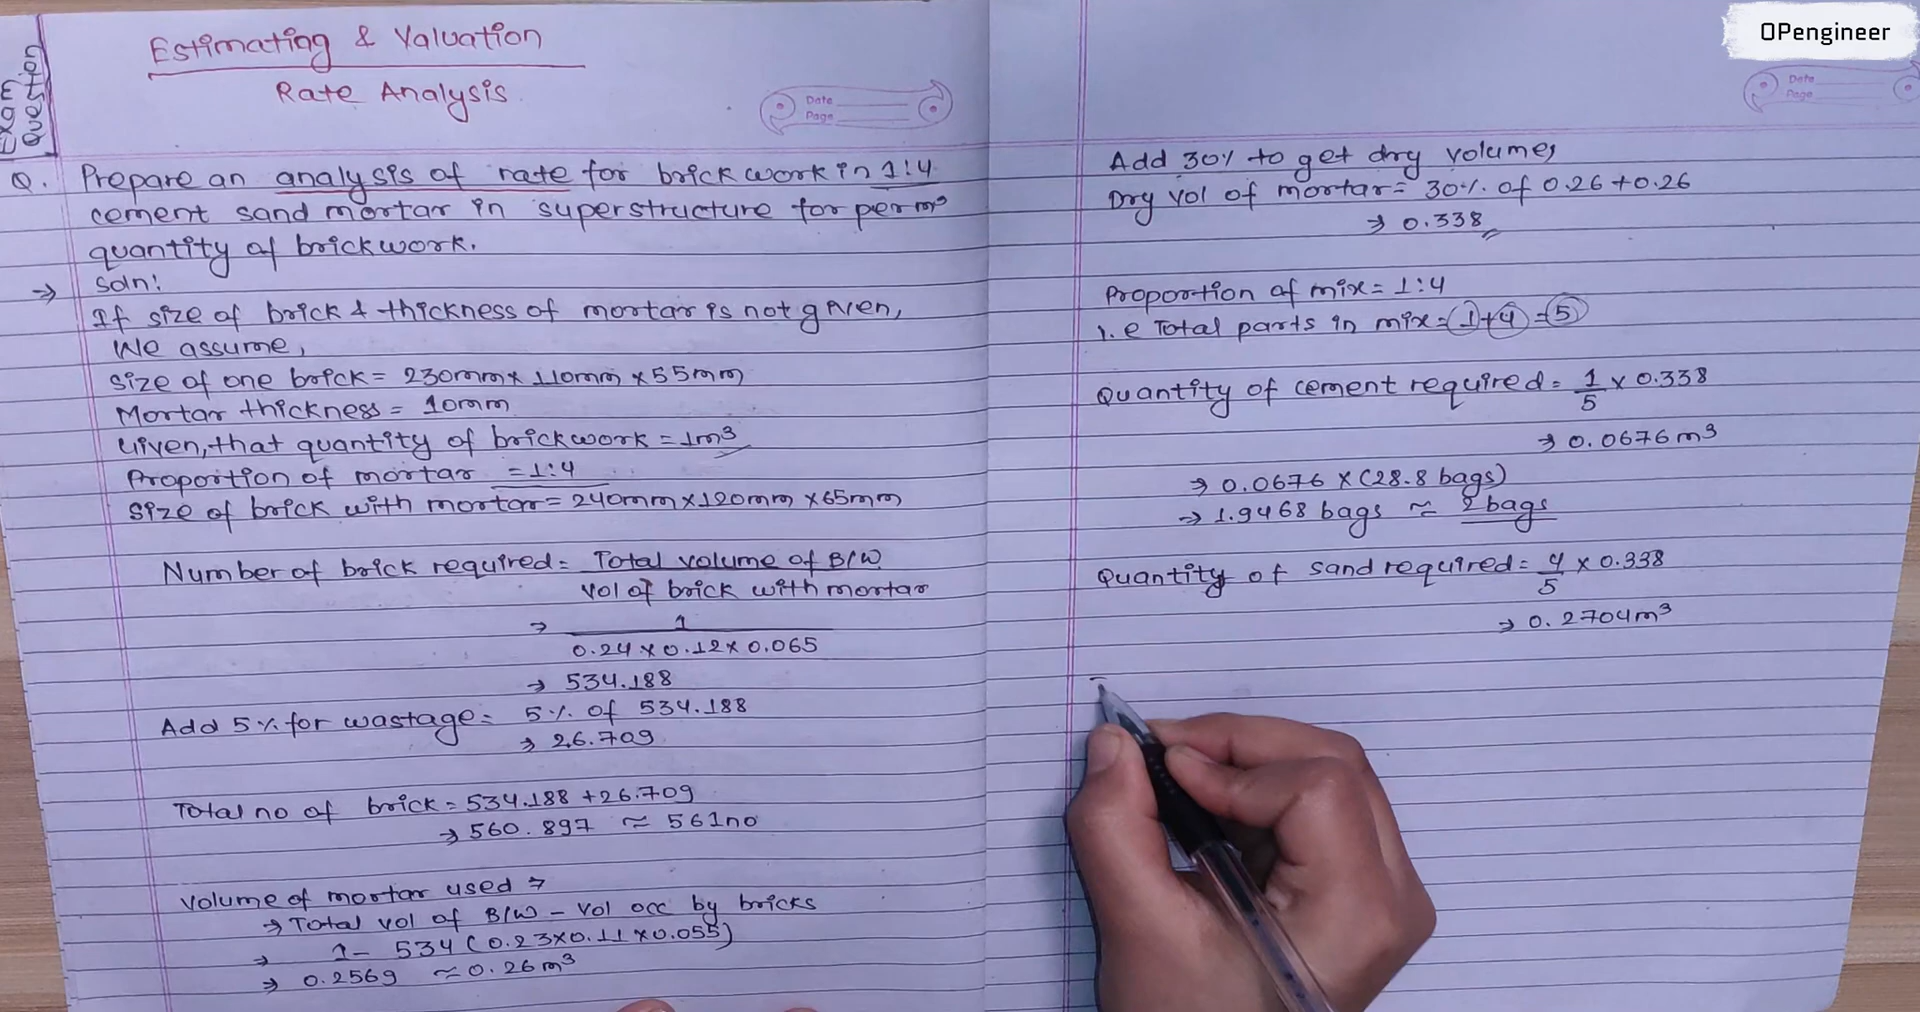 OPengineer
Exam Question
Estimating & Valuation
Rate Analysis
Date
Page
Q. Prepare an analysis of rate for brickwork in 1:4
cement sand mortar in superstructure for per m³
quantity of brickwork.
→ Soln:
If size of brick & thickness of mortar is not given,
We assume,
Size of one brick = 230mm × 110mm × 55mm
Mortar thickness = 10mm
Given, that quantity of brickwork = 1m³
Proportion of mortar = 1:4
Size of brick with mortar = 240mm × 120mm × 65mm
Number of brick required = Total volume of B/W
Vol of brick with mortar
→ 1
0.24 × 0.12 × 0.065
→ 534.188
Add 5% for wastage = 5% of 534.188
→ 26.709
Total no of brick = 534.188 + 26.709
→ 560.897 ≈ 561no
Volume of mortar used →
→ Total vol of B/W - Vol occ by bricks
→ 1 - 534 (0.23×0.11×0.055)
→ 0.2569 ≈ 0.26m³
Date
Page
Add 30% to get dry volume,
Dry vol of mortar = 30% of 0.26 + 0.26
→ 0.338
Proportion of mix = 1:4
i.e Total parts in mix = 1+4 = 5
Quantity of cement required = 1/5 × 0.338
→ 0.0676m³
→ 0.0676 × (28.8 bags)
→ 1.9468 bags ≈ 2bags
Quantity of sand required = 4/5 × 0.338
→ 0.2704m³